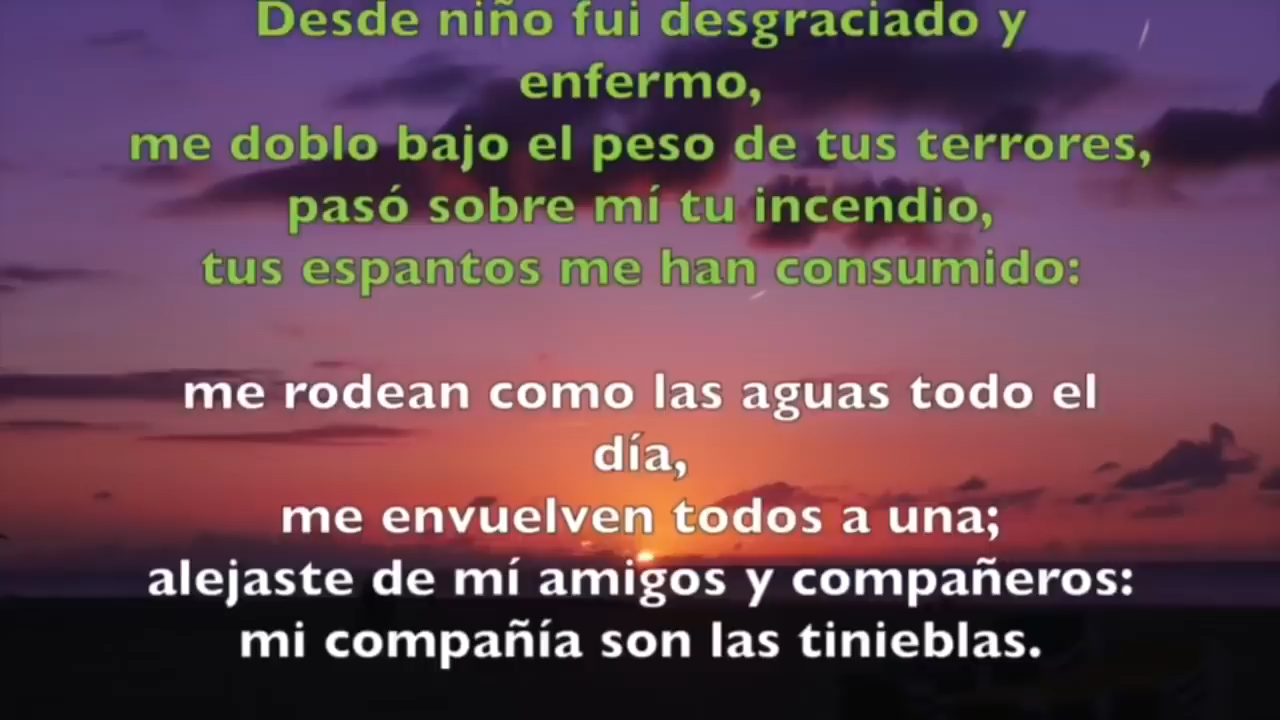 Desde niño fui desgraciado y
enfermo,
me doblo bajo el peso de tus terrores,
pasó sobre mí tu incendio,
tus espantos me han consumido:
me rodean como las aguas todo el
día,
me envuelven todos a una;
alejaste de mí amigos y compañeros:
mi compañía son las tinieblas.